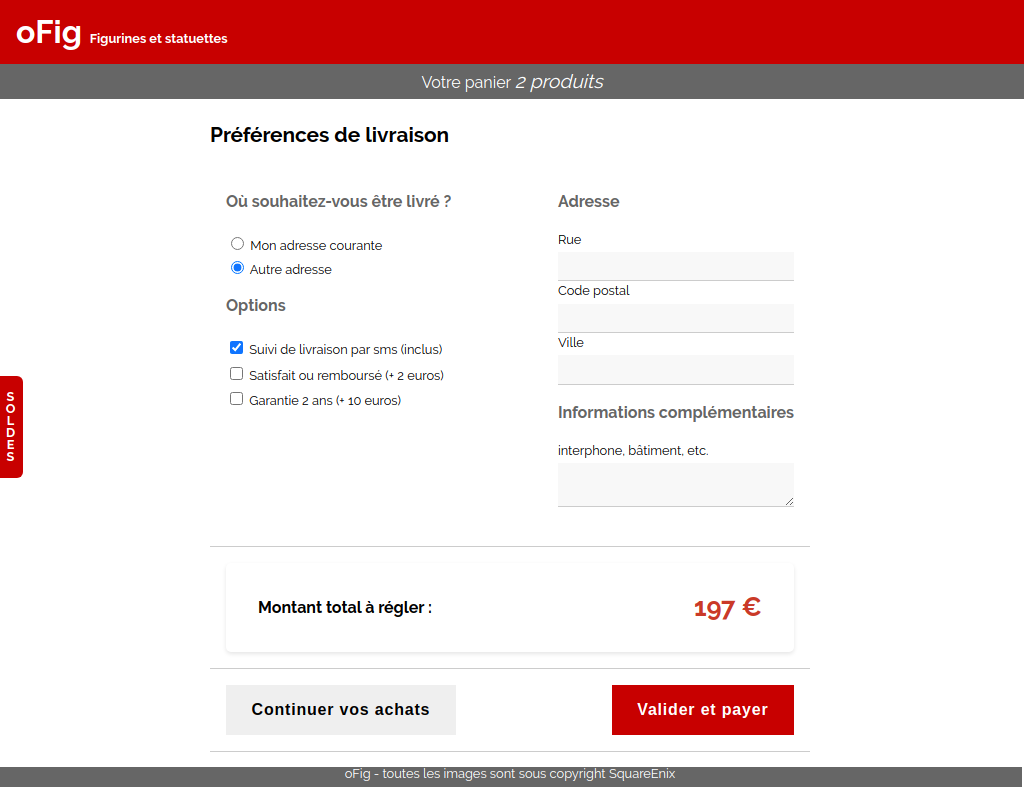 oFig Figurines et statuettes
Votre panier 2 produits
Préférences de livraison
Où souhaitez-vous être livré ?
Mon adresse courante
Autre adresse
Options
Suivi de livraison par sms (inclus)
Satisfait ou remboursé (+ 2 euros)
Garantie 2 ans (+ 10 euros)
Adresse
Rue
Code postal
Ville
Informations complémentaires
interphone, bâtiment, etc.
SOLDES
Montant total à régler : 197 €
Continuer vos achats
Valider et payer
oFig - toutes les images sont sous copyright SquareEnix